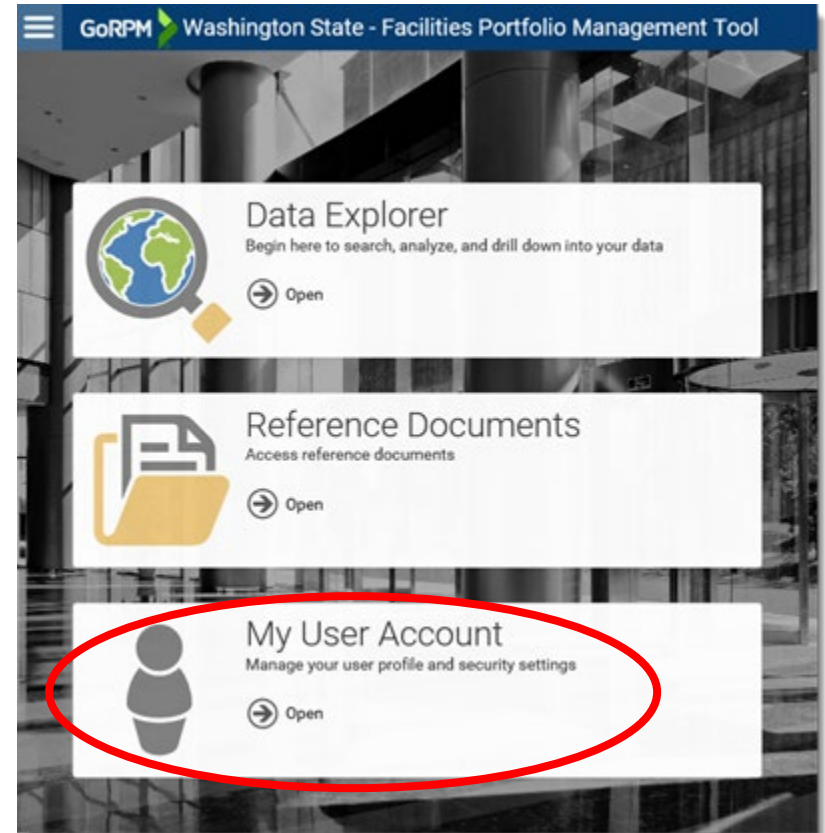 GoRPM Washington State - Facilities Portfolio Management Tool
Data Explorer
Begin here to search, analyze, and drill down into your data
Open
Reference Documents
Access reference documents
Open
My User Account
Manage your user profile and security settings
Open